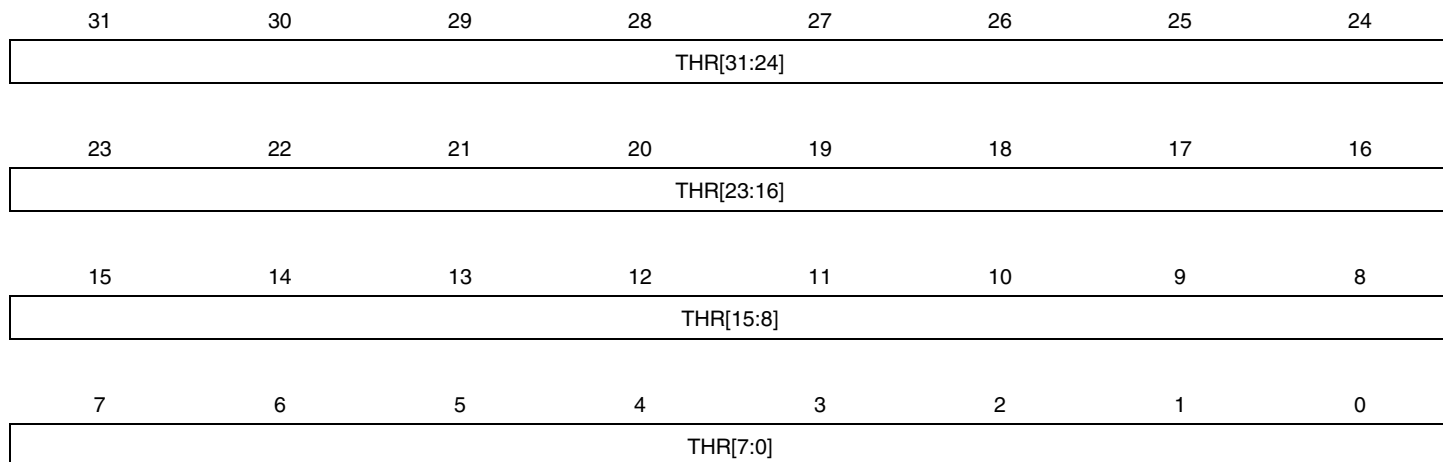 31 30 29 28 27 26 25 24
THR[31:24]
23 22 21 20 19 18 17 16
THR[23:16]
15 14 13 12 11 10 9 8
THR[15:8]
7 6 5 4 3 2 1 0
THR[7:0]